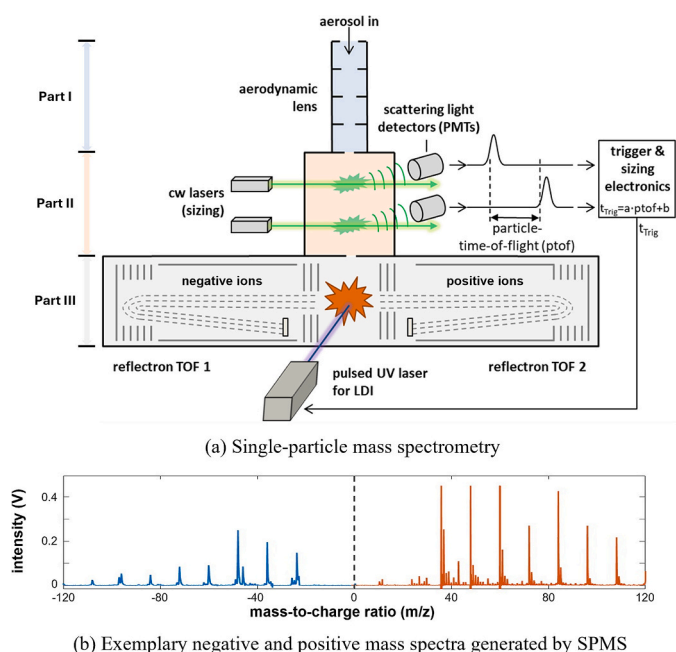 aerosol in
Part I
aerodynamic
lens
scattering light
detectors (PMTs)
trigger &
sizing
electronics
t_Trig=a·ptof+b
cw lasers
(sizing)
Part II
particle-
time-of-flight (ptof)
t_Trig
negative ions
positive ions
Part III
reflectron TOF 1
reflectron TOF 2
pulsed UV laser
for LDI
(a) Single-particle mass spectrometry
intensity (V)
0.4
0.2
0
-120
-80
-40
0
40
80
120
mass-to-charge ratio (m/z)
(b) Exemplary negative and positive mass spectra generated by SPMS